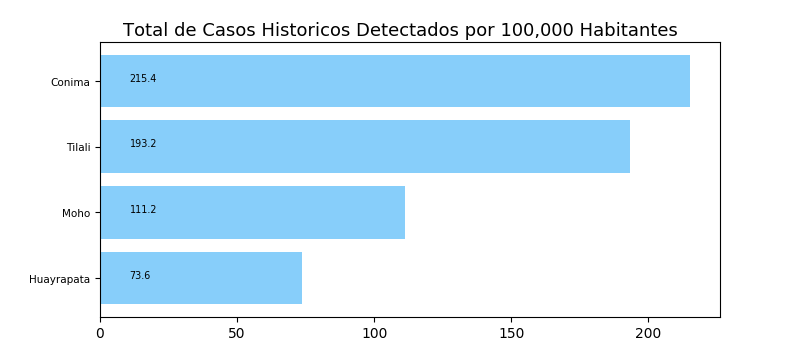 Total de Casos Historicos Detectados por 100,000 Habitantes
Conima
215.4
Tilali
193.2
Moho
111.2
Huayrapata
73.6
0 50 100 150 200